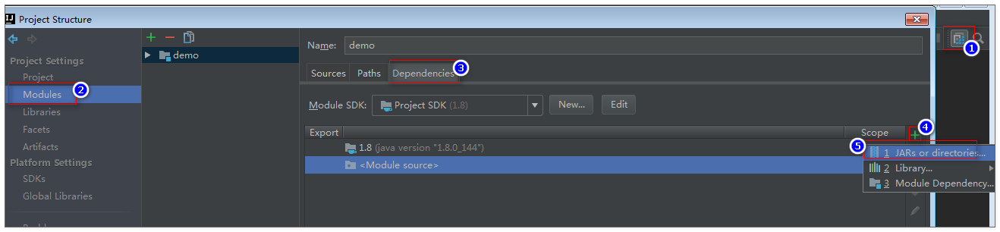 IJ Project Structure
1
Project Settings
Project
Modules 2
Libraries
Facets
Artifacts
Platform Settings
SDKs
Global Libraries
demo
Name: demo
Sources Paths Dependencies 3
Module SDK: Project SDK (1.8) New... Edit
Export Scope 4
1.8 (java version "1.8.0_144")
<Module source>
5
1 JARs or directories...
2 Library...
3 Module Dependency...